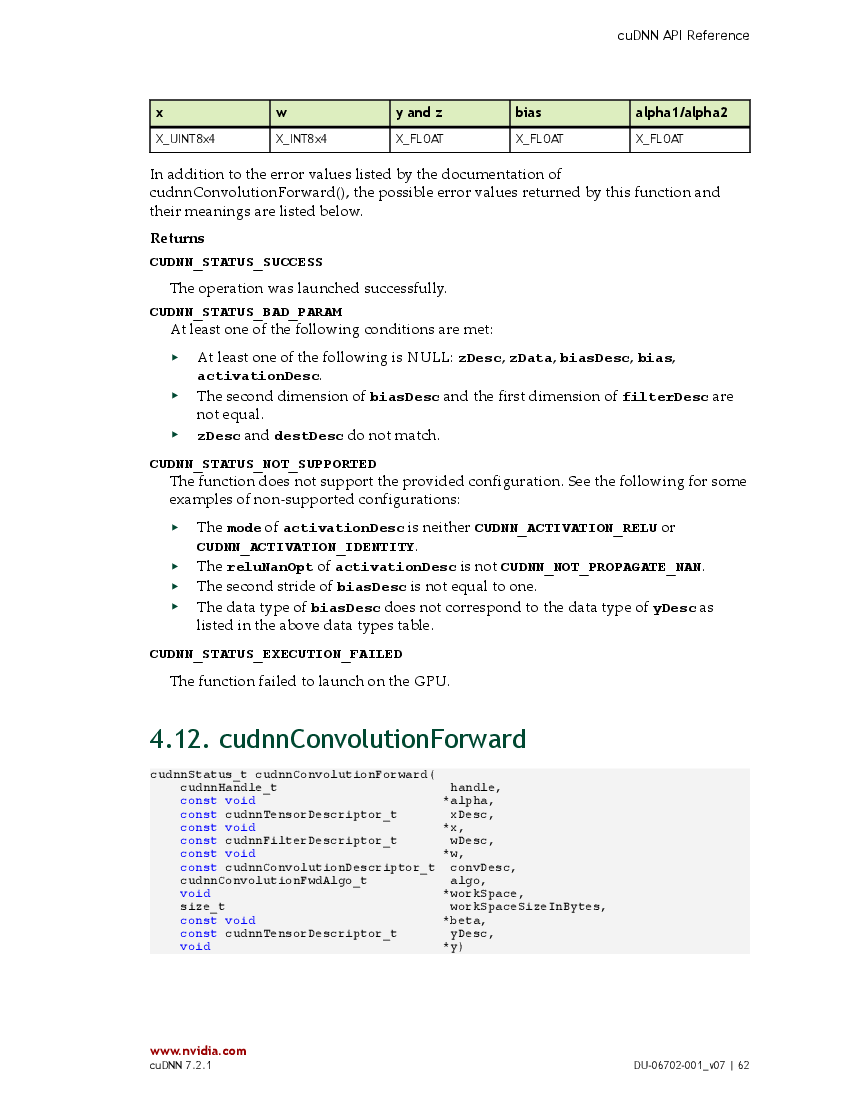 cuDNN API Reference
x w y and z bias alpha1/alpha2
X_UINT8x4 X_INT8x4 X_FLOAT X_FLOAT X_FLOAT
In addition to the error values listed by the documentation of
cudnnConvolutionForward(), the possible error values returned by this function and
their meanings are listed below.
Returns
CUDNN_STATUS_SUCCESS
The operation was launched successfully.
CUDNN_STATUS_BAD_PARAM
At least one of the following conditions are met:
▶ At least one of the following is NULL: zDesc, zData, biasDesc, bias,
activationDesc.
▶ The second dimension of biasDesc and the first dimension of filterDesc are
not equal.
▶ zDesc and destDesc do not match.
CUDNN_STATUS_NOT_SUPPORTED
The function does not support the provided configuration. See the following for some
examples of non-supported configurations:
▶ The mode of activationDesc is neither CUDNN_ACTIVATION_RELU or
CUDNN_ACTIVATION_IDENTITY.
▶ The reluNanOpt of activationDesc is not CUDNN_NOT_PROPAGATE_NAN.
▶ The second stride of biasDesc is not equal to one.
▶ The data type of biasDesc does not correspond to the data type of yDesc as
listed in the above data types table.
CUDNN_STATUS_EXECUTION_FAILED
The function failed to launch on the GPU.
4.12. cudnnConvolutionForward
cudnnStatus_t cudnnConvolutionForward(
cudnnHandle_t handle,
const void *alpha,
const cudnnTensorDescriptor_t xDesc,
const void *x,
const cudnnFilterDescriptor_t wDesc,
const void *w,
const cudnnConvolutionDescriptor_t convDesc,
cudnnConvolutionFwdAlgo_t algo,
void *workSpace,
size_t workSpaceSizeInBytes,
const void *beta,
const cudnnTensorDescriptor_t yDesc,
void *y)
www.nvidia.com
cuDNN 7.2.1 DU-06702-001_v07 | 62